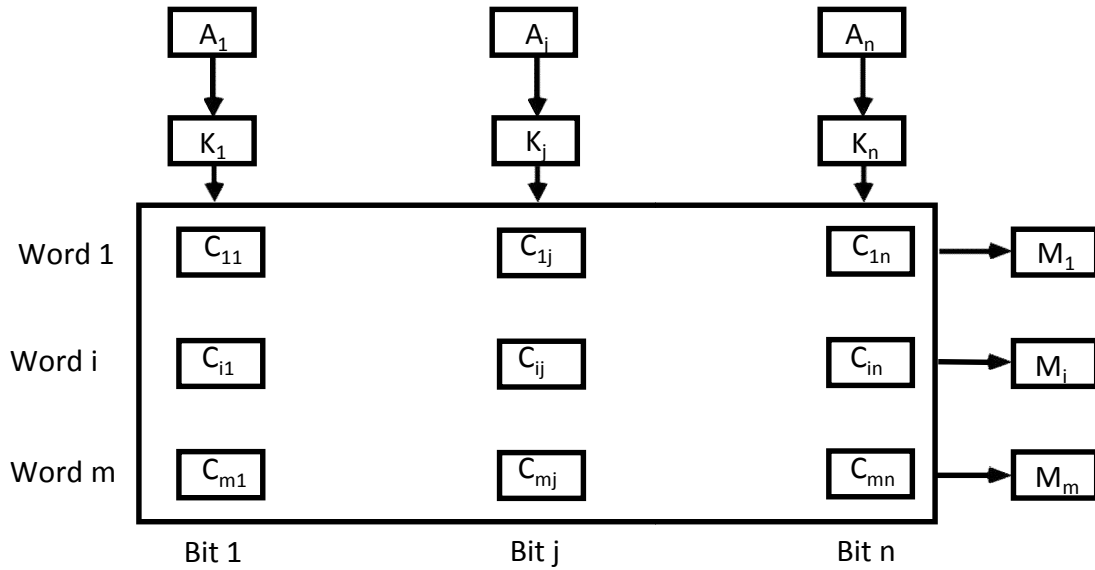 A₁ Aⱼ Aₙ
K₁ Kⱼ Kₙ
Word 1 C₁₁ C₁ⱼ C₁ₙ M₁
Word i Cᵢ₁ Cᵢⱼ Cᵢₙ Mᵢ
Word m Cₘ₁ Cₘⱼ Cₘₙ Mₘ
Bit 1 Bit j Bit n